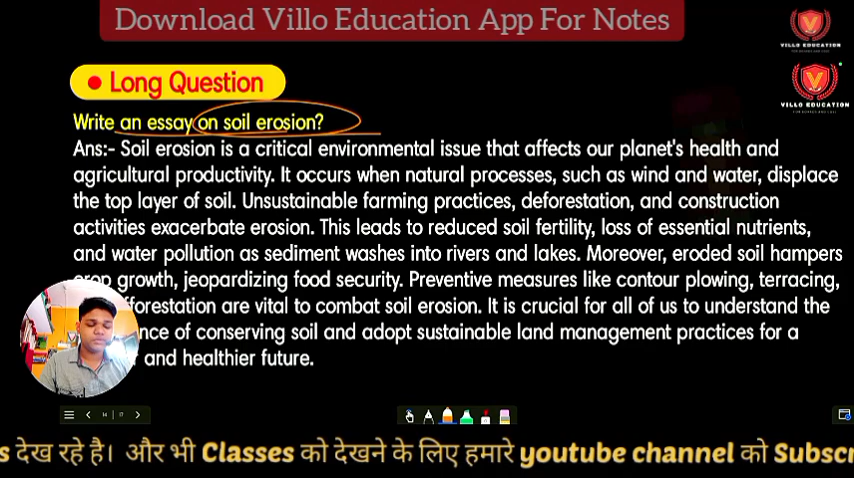 Download Villo Education App For Notes
VILLO EDUCATION
VILLO EDUCATION
• Long Question
Write an essay on soil erosion?
Ans:- Soil erosion is a critical environmental issue that affects our planet's health and
agricultural productivity. It occurs when natural processes, such as wind and water, displace
the top layer of soil. Unsustainable farming practices, deforestation, and construction
activities exacerbate erosion. This leads to reduced soil fertility, loss of essential nutrients,
and water pollution as sediment washes into rivers and lakes. Moreover, eroded soil hampers
crop growth, jeopardizing food security. Preventive measures like contour plowing, terracing,
fforestation are vital to combat soil erosion. It is crucial for all of us to understand the
nce of conserving soil and adopt sustainable land management practices for a
and healthier future.
14 17
s देख रहे है। और भी Classes को देखने के लिए हमारे youtube channel को Subscr